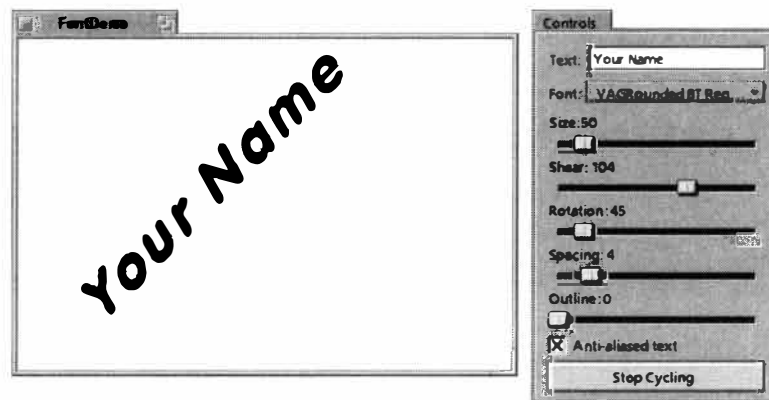 FontDemo
Your Name
Controls
Text: Your Name
Font: VAGRounded BT Reg
Size: 50
Shear: 104
Rotation: 45
Spacing: 4
Outline: 0
Anti-aliased text
Stop Cycling